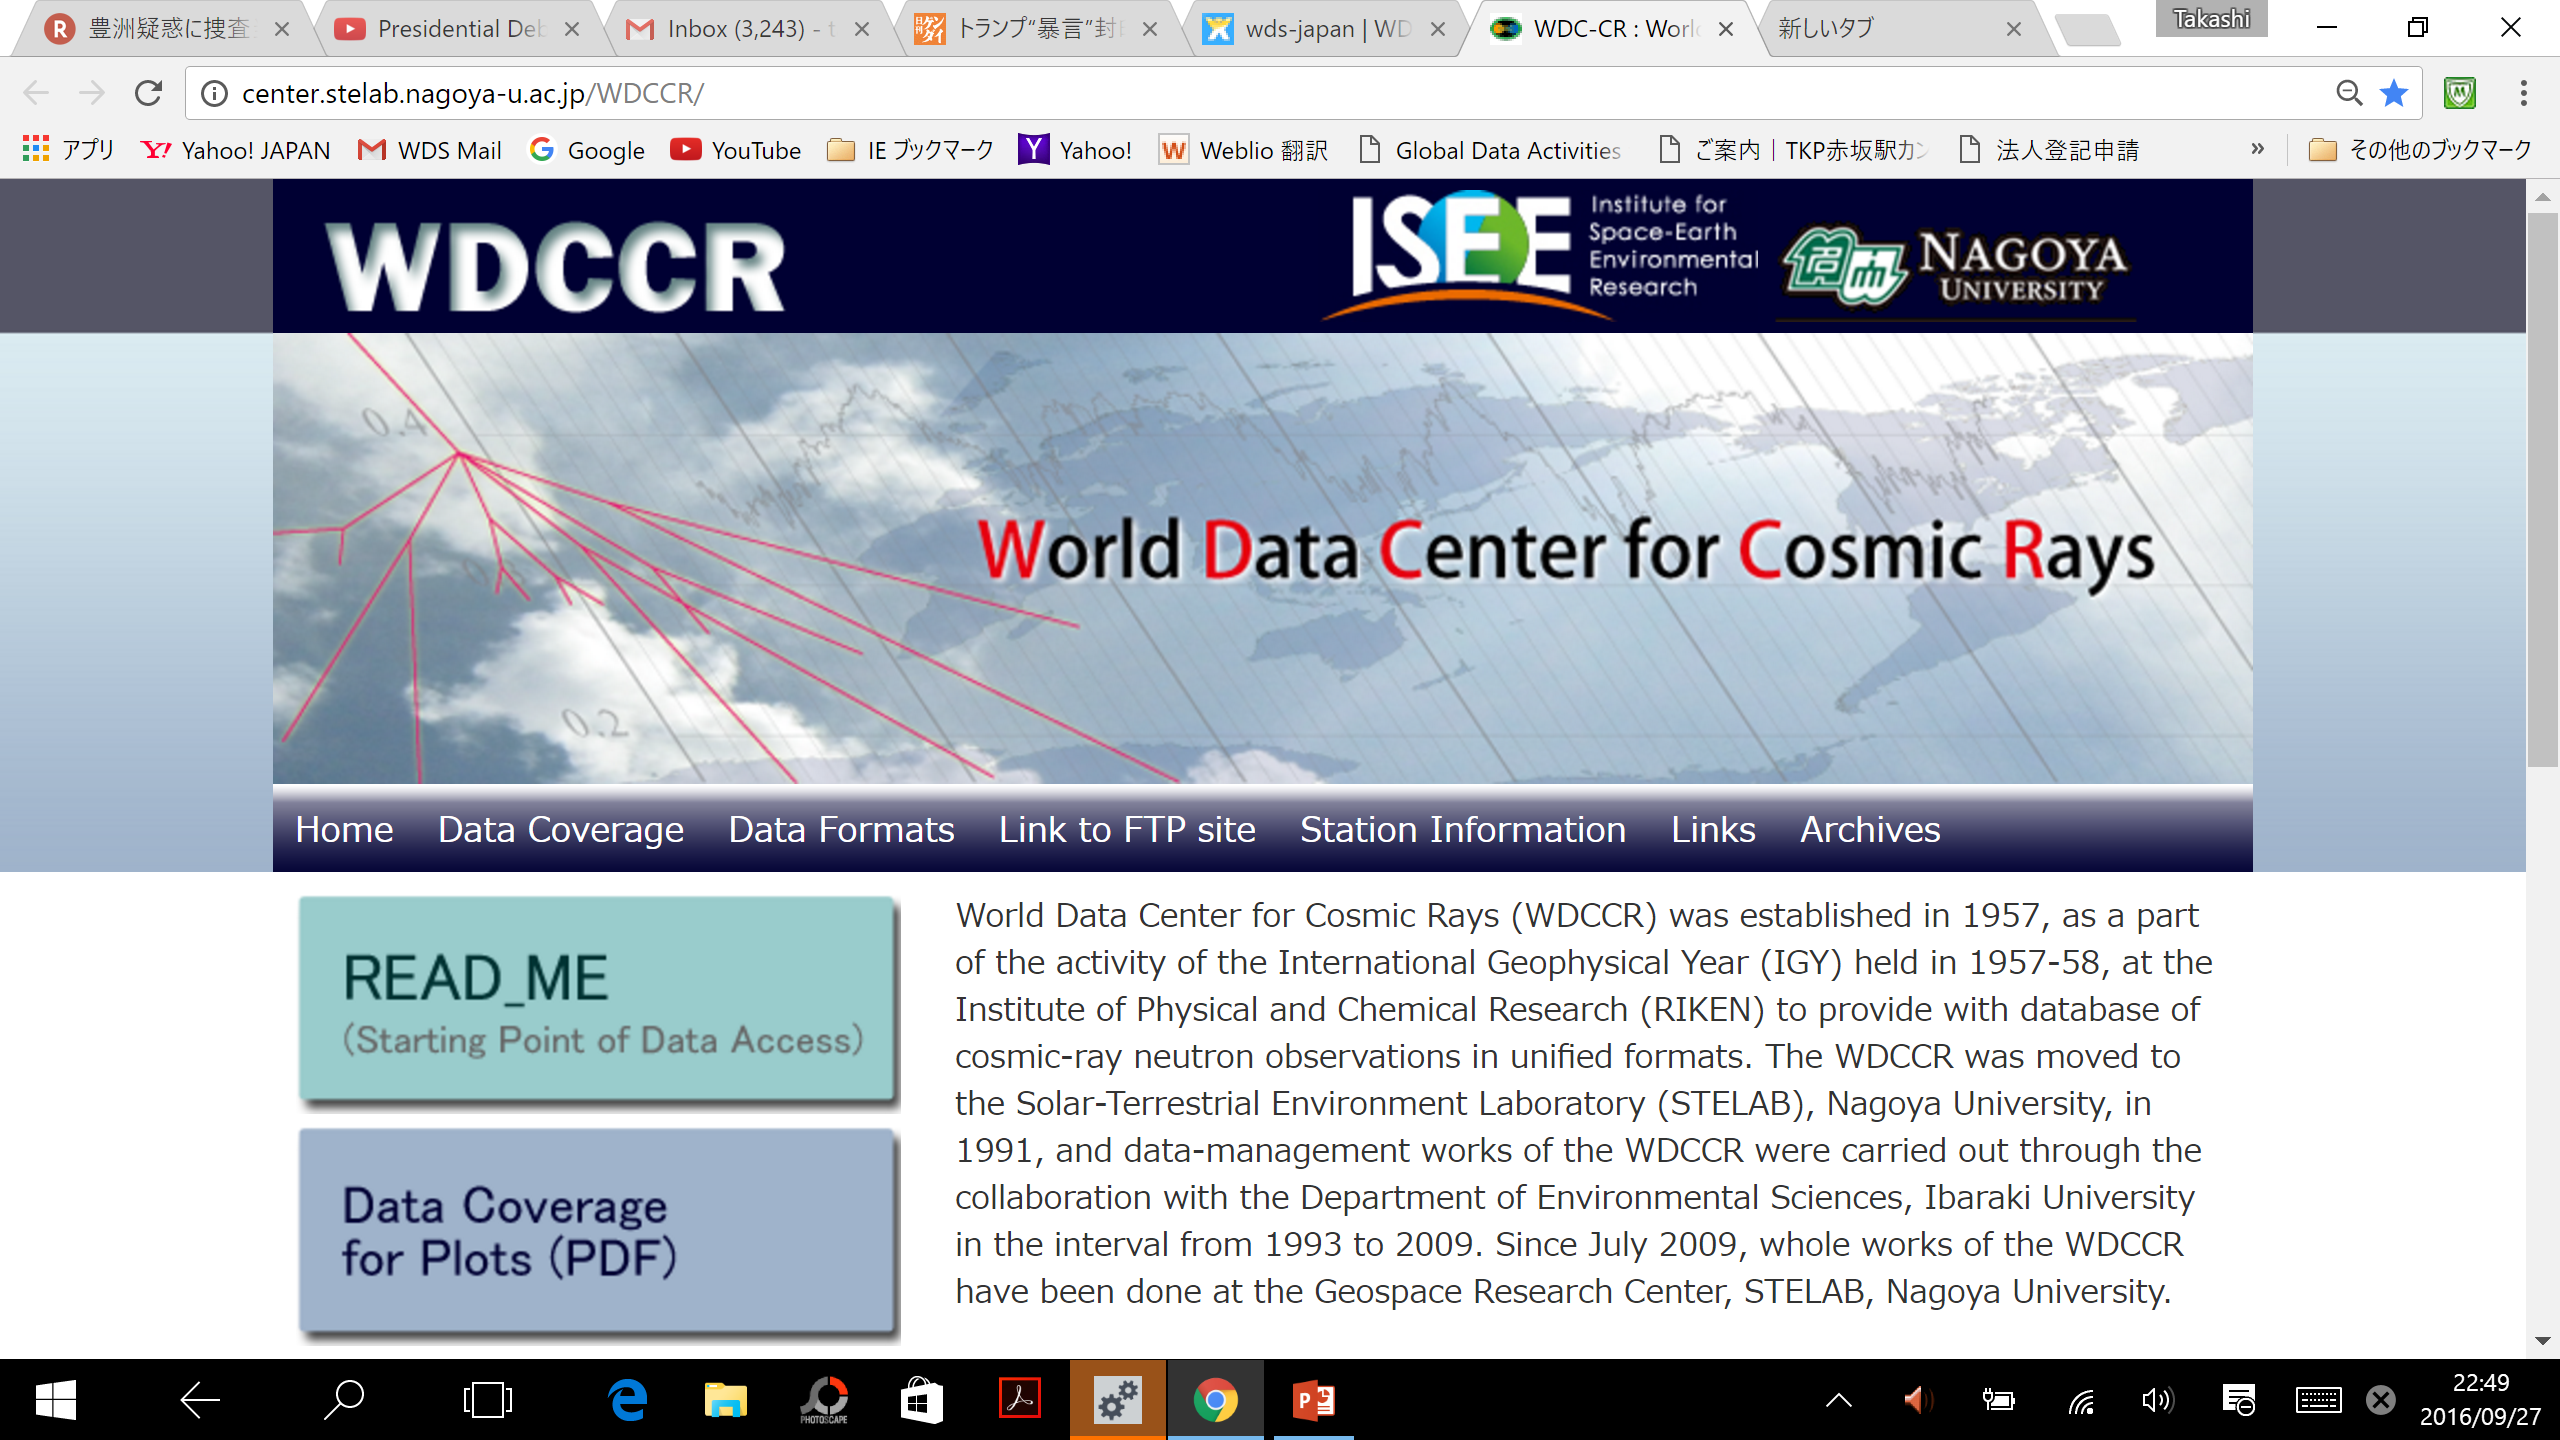 豊洲疑惑に捜査
Presidential Deb
Inbox (3,243) - t
トランプ“暴言”封
wds-japan | WD
WDC-CR : Worl
新しいタブ
Takashi
center.stelab.nagoya-u.ac.jp/WDCCR/
アプリ
Yahoo! JAPAN
WDS Mail
Google
YouTube
IE ブックマーク
Yahoo!
Weblio 翻訳
Global Data Activities
ご案内 | TKP赤坂駅カン
法人登記申請
»
その他のブックマーク
WDCCR
ISEE
Institute for
Space-Earth
Environmental
Research
NAGOYA
UNIVERSITY
0.4
World Data Center for Cosmic Rays
0.2
Home
Data Coverage
Data Formats
Link to FTP site
Station Information
Links
Archives
READ_ME
(Starting Point of Data Access)
Data Coverage
for Plots (PDF)
World Data Center for Cosmic Rays (WDCCR) was established in 1957, as a part
of the activity of the International Geophysical Year (IGY) held in 1957-58, at the
Institute of Physical and Chemical Research (RIKEN) to provide with database of
cosmic-ray neutron observations in unified formats. The WDCCR was moved to
the Solar-Terrestrial Environment Laboratory (STELAB), Nagoya University, in
1991, and data-management works of the WDCCR were carried out through the
collaboration with the Department of Environmental Sciences, Ibaraki University
in the interval from 1993 to 2009. Since July 2009, whole works of the WDCCR
have been done at the Geospace Research Center, STELAB, Nagoya University.
PHOTOSCAPE
22:49
2016/09/27